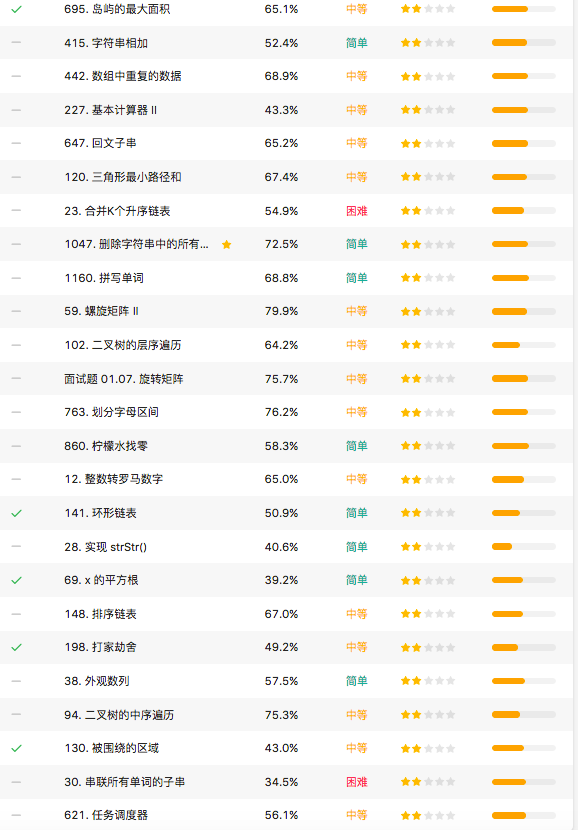 695. 岛屿的最大面积 65.1% 中等
415. 字符串相加 52.4% 简单
442. 数组中重复的数据 68.9% 中等
227. 基本计算器 II 43.3% 中等
647. 回文子串 65.2% 中等
120. 三角形最小路径和 67.4% 中等
23. 合并K个升序链表 54.9% 困难
1047. 删除字符串中的所有... 72.5% 简单
1160. 拼写单词 68.8% 简单
59. 螺旋矩阵 II 79.9% 中等
102. 二叉树的层序遍历 64.2% 中等
面试题 01.07. 旋转矩阵 75.7% 中等
763. 划分字母区间 76.2% 中等
860. 柠檬水找零 58.3% 简单
12. 整数转罗马数字 65.0% 中等
141. 环形链表 50.9% 简单
28. 实现 strStr() 40.6% 简单
69. x 的平方根 39.2% 简单
148. 排序链表 67.0% 中等
198. 打家劫舍 49.2% 中等
38. 外观数列 57.5% 简单
94. 二叉树的中序遍历 75.3% 中等
130. 被围绕的区域 43.0% 中等
30. 串联所有单词的子串 34.5% 困难
621. 任务调度器 56.1% 中等